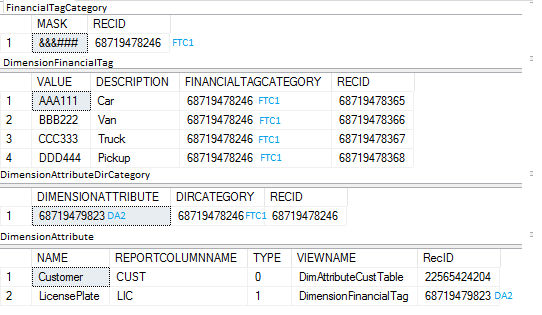 FinancialTagCategory
MASK RECID
1 &&&### 68719478246 FTC1
DimensionFinancialTag
VALUE DESCRIPTION FINANCIALTAGCATEGORY RECID
1 AAA111 Car 68719478246 FTC1 68719478365
2 BBB222 Van 68719478246 FTC1 68719478366
3 CCC333 Truck 68719478246 FTC1 68719478367
4 DDD444 Pickup 68719478246 FTC1 68719478368
DimensionAttributeDirCategory
DIMENSIONATTRIBUTE DIRCATEGORY RECID
1 68719479823 DA2 68719478246 FTC1 68719478246
DimensionAttribute
NAME REPORTCOLUMNNAME TYPE VIEWNAME RecID
1 Customer CUST 0 DimAttributeCustTable 22565424204
2 LicensePlate LIC 1 DimensionFinancialTag 68719479823 DA2